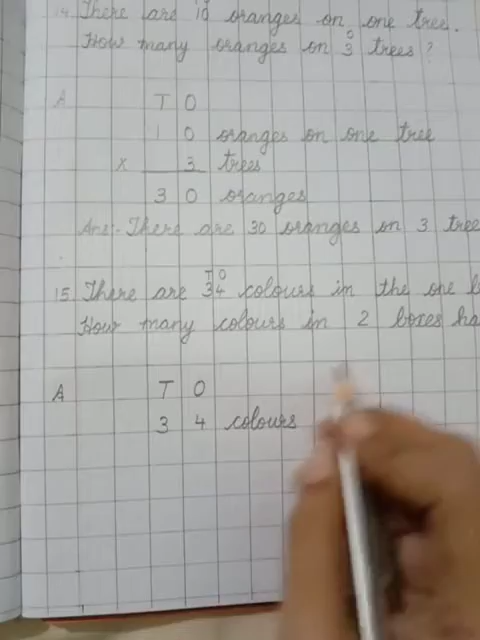 14 There are 10 oranges on one tree.
How many oranges on 3 trees?
A T O
1 0 oranges on one tree
x 3 trees
3 0 oranges
Ans:- There are 30 oranges on 3 tree
T O
15 There are 34 colours in the one
How many colours in 2 boxes ha
A T O
3 4 colours